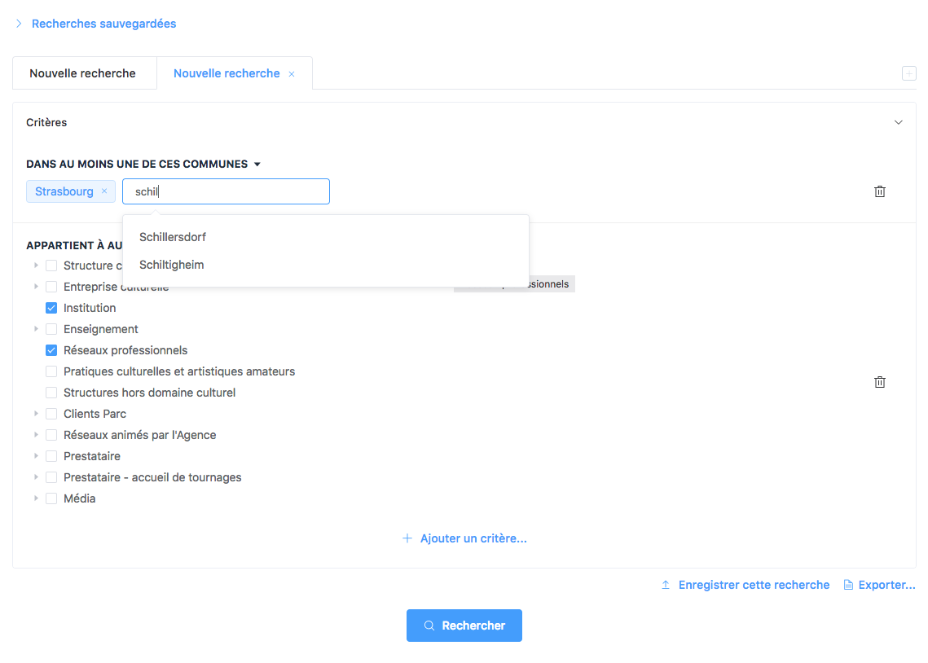 Recherches sauvegardées
Nouvelle recherche Nouvelle recherche ×
Critères
DANS AU MOINS UNE DE CES COMMUNES
Strasbourg × schil
Schillersdorf
Schiltigheim
APPARTIENT À AU
Structure c
Entreprise culturelle
ssionnels
Institution
Enseignement
Réseaux professionnels
Pratiques culturelles et artistiques amateurs
Structures hors domaine culturel
Clients Parc
Réseaux animés par l'Agence
Prestataire
Prestataire - accueil de tournages
Média
+ Ajouter un critère...
Enregistrer cette recherche Exporter...
Rechercher